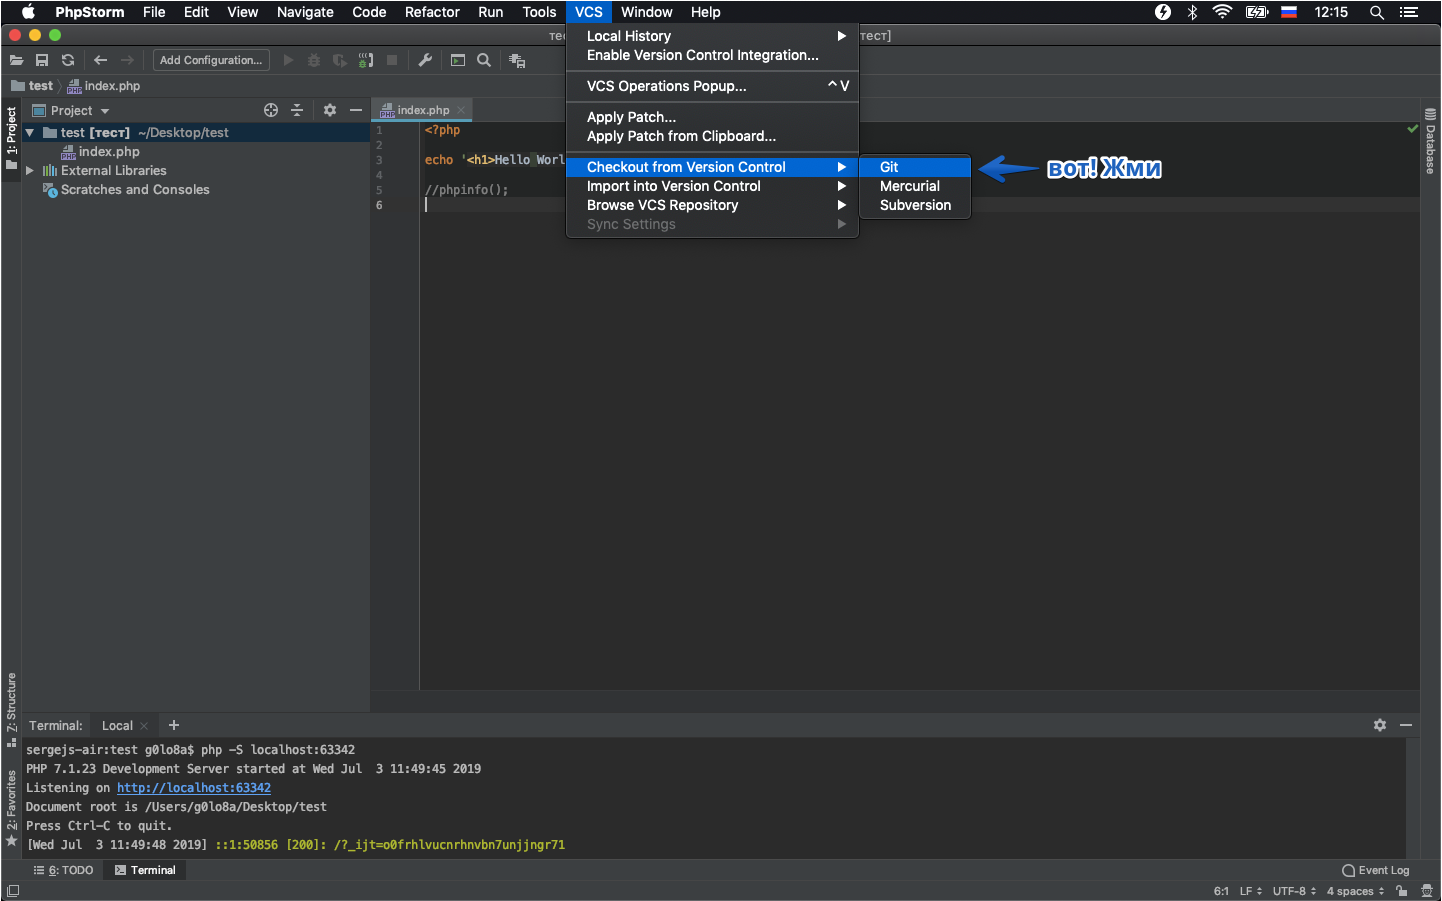 PhpStorm File Edit View Navigate Code Refactor Run Tools VCS Window Help 12:15
тес
тест]
Local History
Enable Version Control Integration...
VCS Operations Popup... ^V
Apply Patch...
Apply Patch from Clipboard...
Checkout from Version Control
Import into Version Control
Browse VCS Repository
Sync Settings
Git
Mercurial
Subversion
вот! Жми
Add Configuration...
test index.php
Project
index.php
1: Project
test [тест] ~/Desktop/test
index.php
External Libraries
Scratches and Consoles
1 <?php
2
3 echo '<h1>Hello Worl
4
5 //phpinfo();
6
Database
Z: Structure
2: Favorites
Terminal: Local +
sergejs-air:test g0lo8a$ php -S localhost:63342
PHP 7.1.23 Development Server started at Wed Jul  3 11:49:45 2019
Listening on http://localhost:63342
Document root is /Users/g0lo8a/Desktop/test
Press Ctrl-C to quit.
[Wed Jul  3 11:49:48 2019] ::1:50856 [200]: /?_ijt=o0frhlvucnrhnvbn7unjjngr71
6: TODO Terminal Event Log
6:1 LF UTF-8 4 spaces